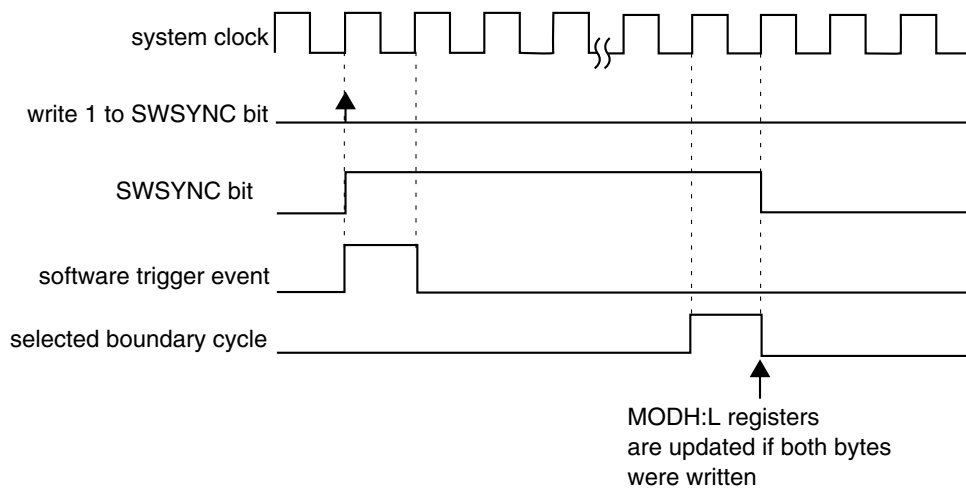 system clock
write 1 to SWSYNC bit
SWSYNC bit
software trigger event
selected boundary cycle
MODH:L registers
are updated if both bytes
were written